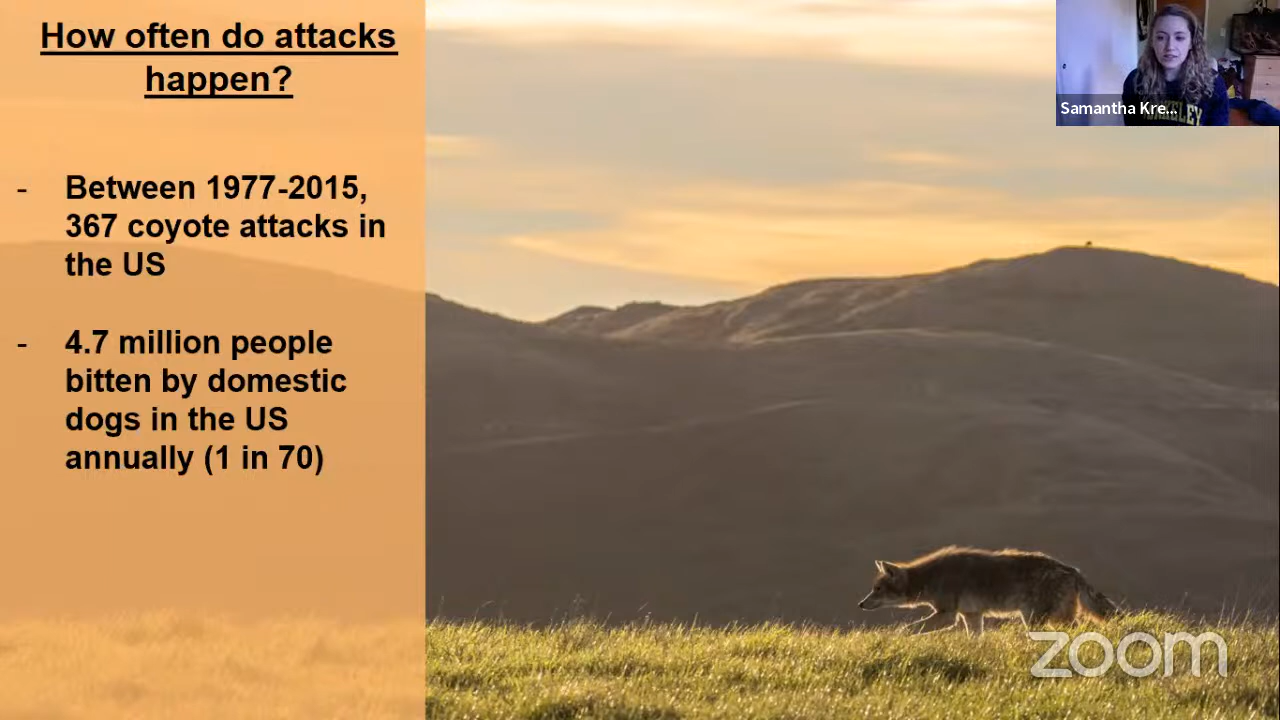 How often do attacks
happen?
- Between 1977-2015,
367 coyote attacks in
the US
- 4.7 million people
bitten by domestic
dogs in the US
annually (1 in 70)
Samantha Kre...
KELEY
zoom